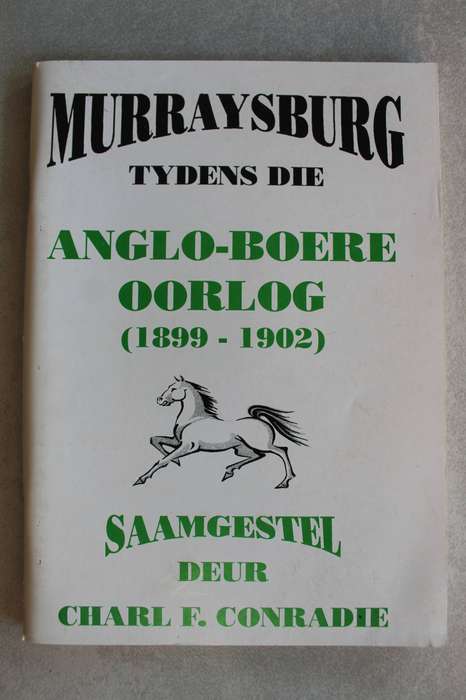 MURRAYSBURG
TYDENS DIE
ANGLO-BOERE
OORLOG
(1899 - 1902)
SAAMGESTEL
DEUR
CHARL F. CONRADIE